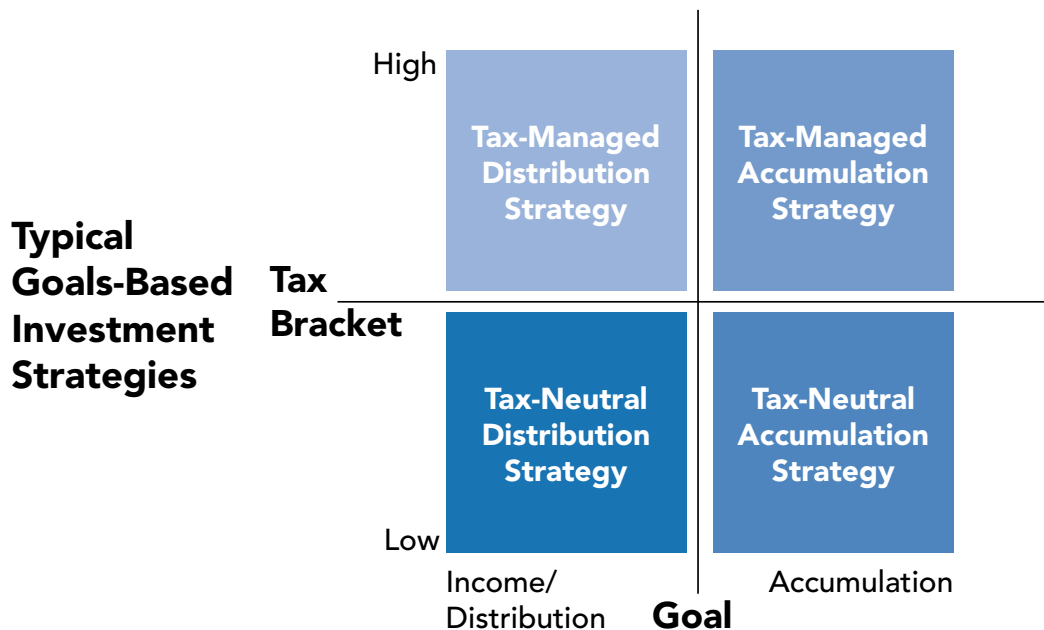 Typical
Goals-Based
Investment
Strategies
Tax
Bracket
High
Low
Tax-Managed
Distribution
Strategy
Tax-Managed
Accumulation
Strategy
Tax-Neutral
Distribution
Strategy
Tax-Neutral
Accumulation
Strategy
Income/
Distribution
Goal
Accumulation